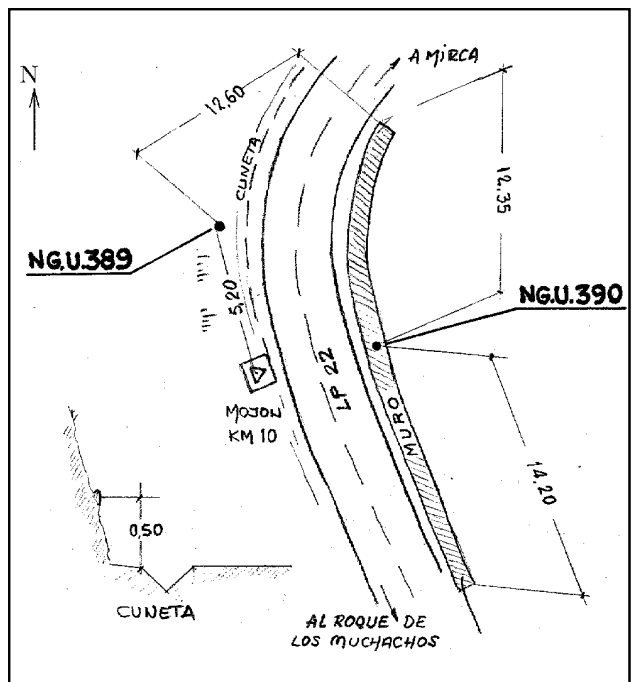 N
A MIRCA
12,60
CUNETA
12,35
NG.U.389
5,20
NG.U.390
LP 22
MOJON
KM 10
MURO
14,20
0,50
CUNETA
AL ROQUE DE
LOS MUCHACHOS